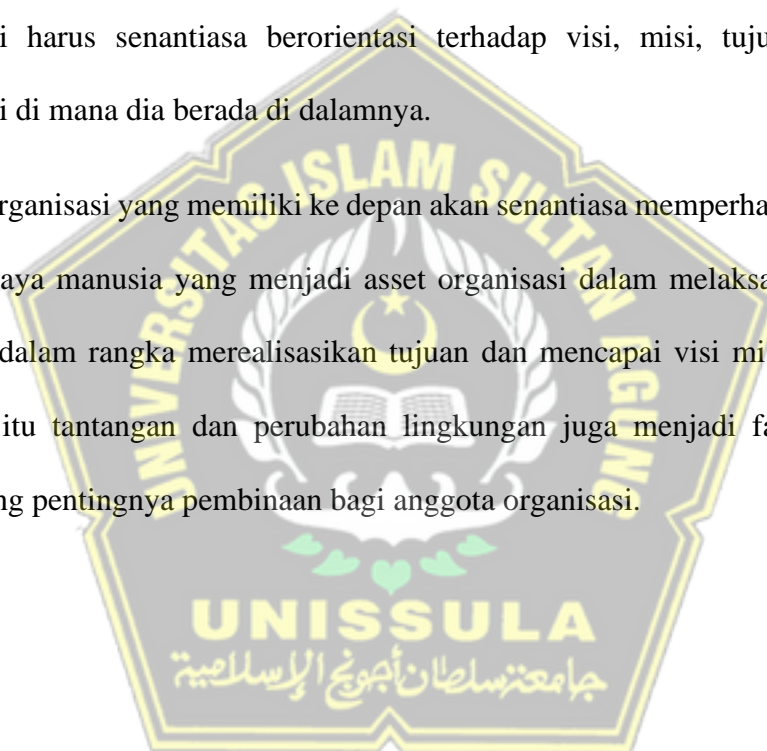 i harus senantiasa berorientasi terhadap visi, misi, tuju
i di mana dia berada di dalamnya.
rganisasi yang memiliki ke depan akan senantiasa memperha
aya manusia yang menjadi asset organisasi dalam melaksa
dalam rangka merealisasikan tujuan dan mencapai visi mi
itu tantangan dan perubahan lingkungan juga menjadi fa
ng pentingnya pembinaan bagi anggota organisasi.
UNIVERSITAS ISLAM SULTAN AGUNG
UNISSULA
جامعتنسلطان أجونج الإسلامية